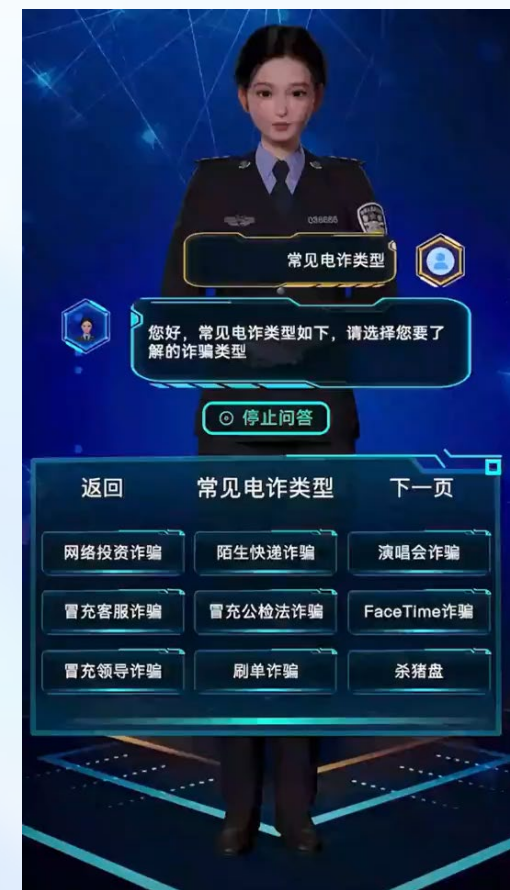 036666
常见电诈类型
您好，常见电诈类型如下，请选择您要了
解的诈骗类型
停止问答
返回 常见电诈类型 下一页
网络投资诈骗 陌生快递诈骗 演唱会诈骗
冒充客服诈骗 冒充公检法诈骗 FaceTime诈骗
冒充领导诈骗 刷单诈骗 杀猪盘